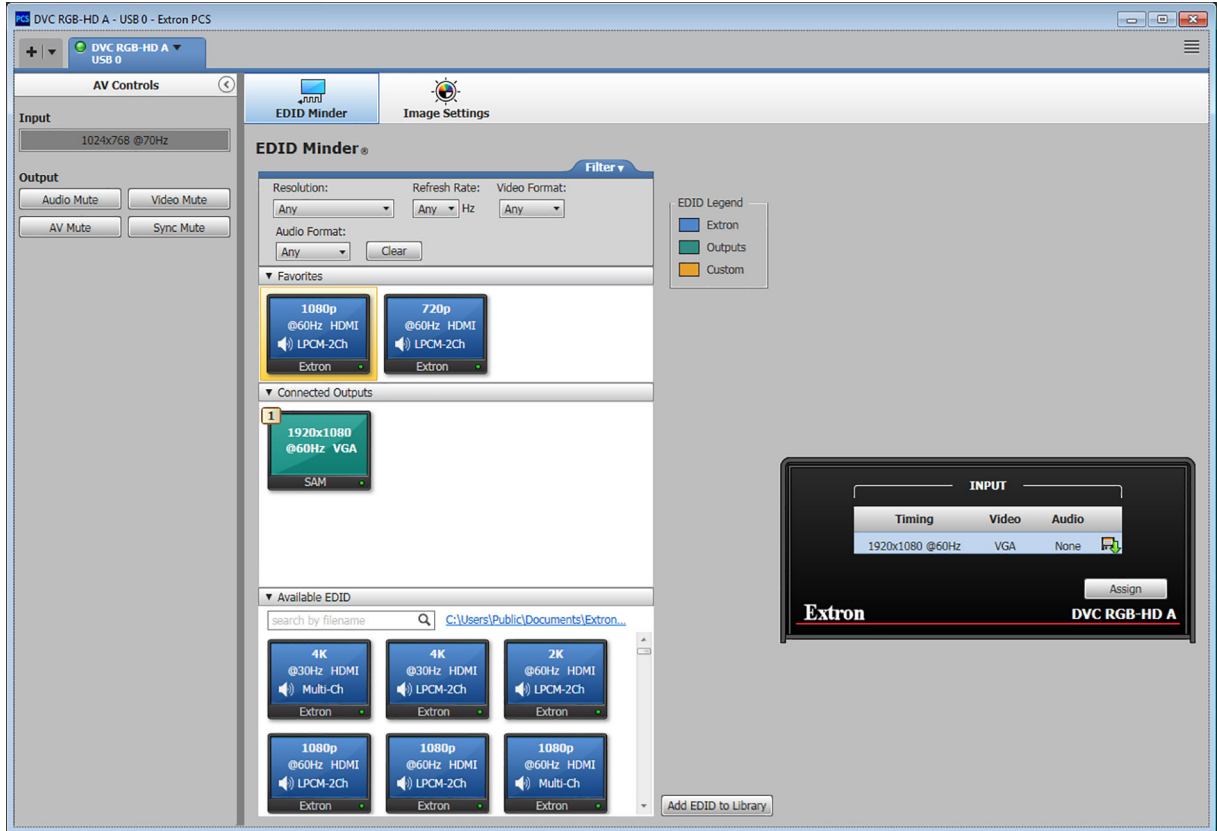 PCS DVC RGB-HD A - USB 0 - Extron PCS
DVC RGB-HD A
USB 0
AV Controls
Input
1024x768 @70Hz
Output
Audio Mute Video Mute
AV Mute Sync Mute
EDID Minder Image Settings
EDID Minder®
Filter
Resolution: Refresh Rate: Video Format:
Any Any Hz Any
Audio Format:
Any Clear
Favorites
1080p
@60Hz HDMI
LPCM-2Ch
Extron
720p
@60Hz HDMI
LPCM-2Ch
Extron
Connected Outputs
1
1920x1080
@60Hz VGA
SAM
Available EDID
search by filename C:\Users\Public\Documents\Extron...
4K
@30Hz HDMI
Multi-Ch
Extron
4K
@30Hz HDMI
LPCM-2Ch
Extron
2K
@60Hz HDMI
LPCM-2Ch
Extron
1080p
@60Hz HDMI
LPCM-2Ch
Extron
1080p
@60Hz HDMI
LPCM-2Ch
Extron
1080p
@60Hz HDMI
Multi-Ch
Extron
EDID Legend
Extron
Outputs
Custom
INPUT
Timing Video Audio
1920x1080 @60Hz VGA None
Assign
Extron DVC RGB-HD A
Add EDID to Library